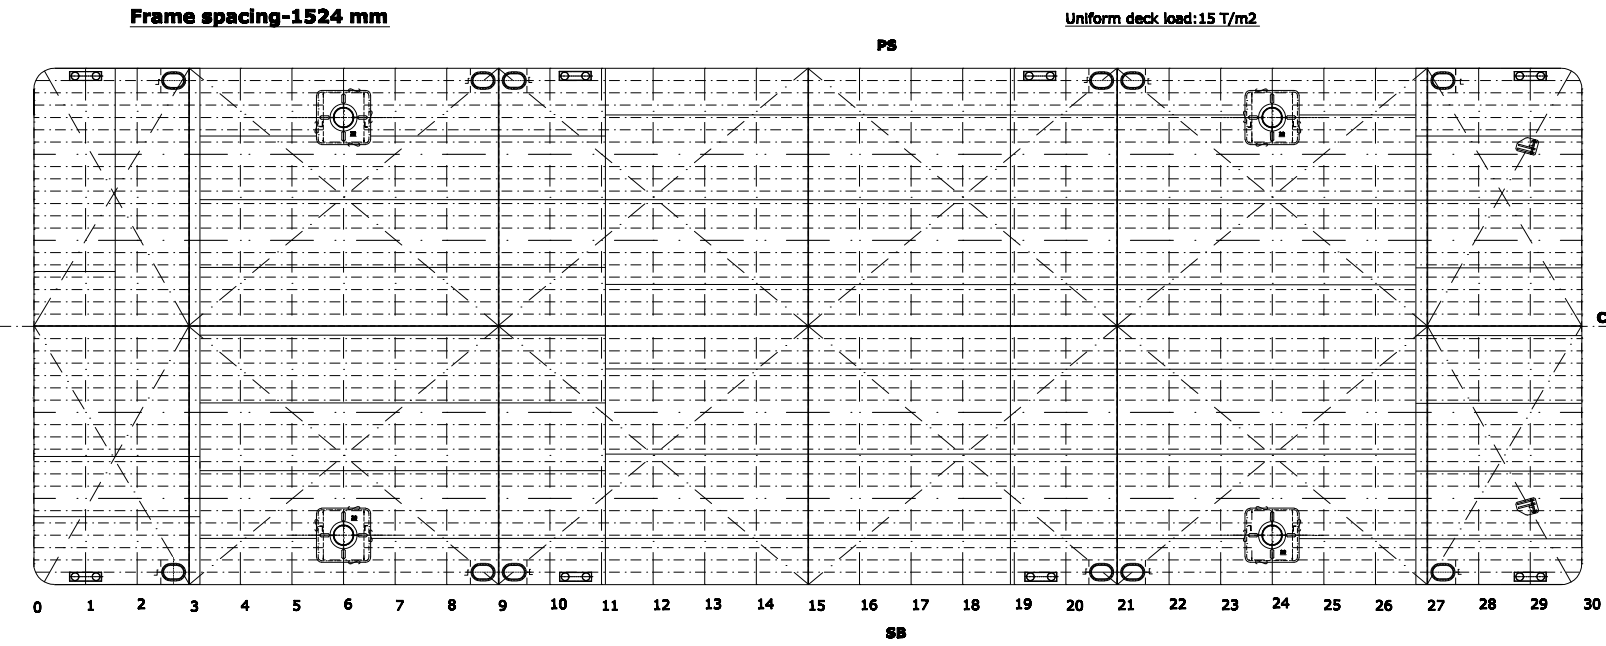 Frame spacing-1524 mm
Uniform deck load:15 T/m2
PS
C
0 1 2 3 4 5 6 7 8 9 10 11 12 13 14 15 16 17 18 19 20 21 22 23 24 25 26 27 28 29 30
SB